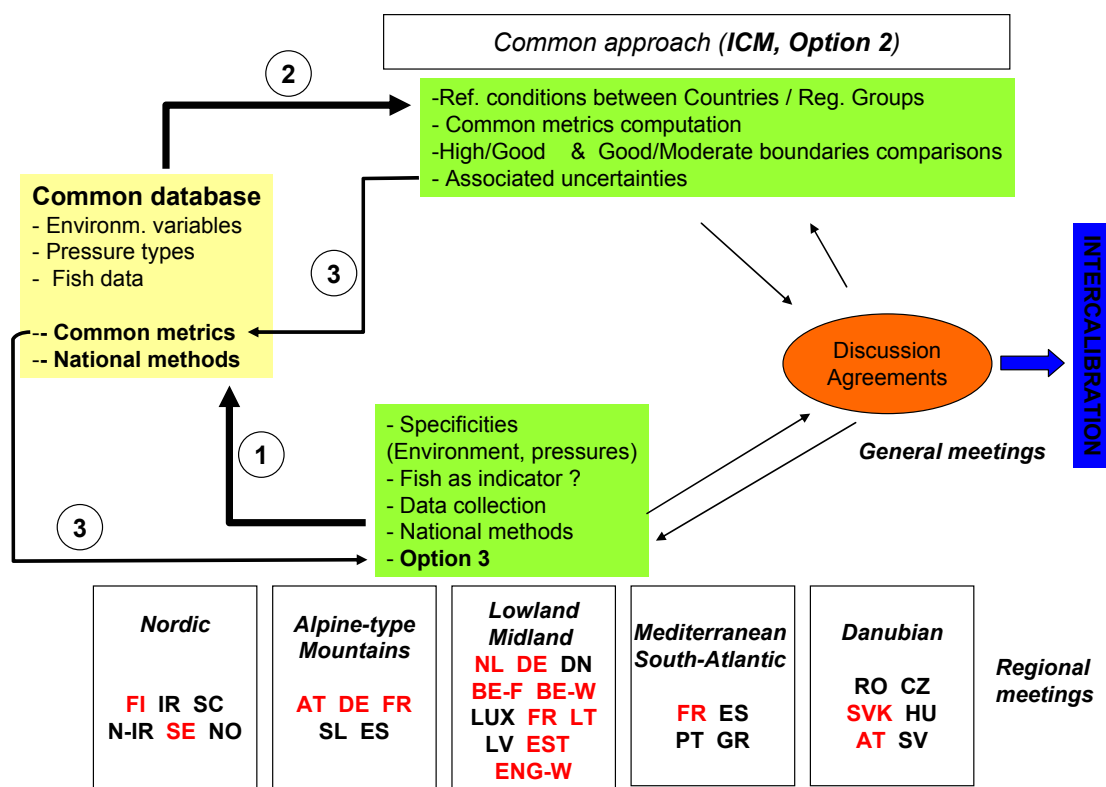 Common approach (ICM, Option 2)
2
-Ref. conditions between Countries / Reg. Groups
- Common metrics computation
-High/Good & Good/Moderate boundaries comparisons
- Associated uncertainties
Common database
- Environm. variables
- Pressure types
- Fish data
-- Common metrics
-- National methods
3
INTERCALIBRATION
Discussion
Agreements
General meetings
1
- Specificities
(Environment, pressures)
- Fish as indicator ?
- Data collection
- National methods
- Option 3
3
Nordic
FI IR SC
N-IR SE NO
Alpine-type
Mountains
AT DE FR
SL ES
Lowland
Midland
NL DE DN
BE-F BE-W
LUX FR LT
LV EST
ENG-W
Mediterranean
South-Atlantic
FR ES
PT GR
Danubian
RO CZ
SVK HU
AT SV
Regional
meetings